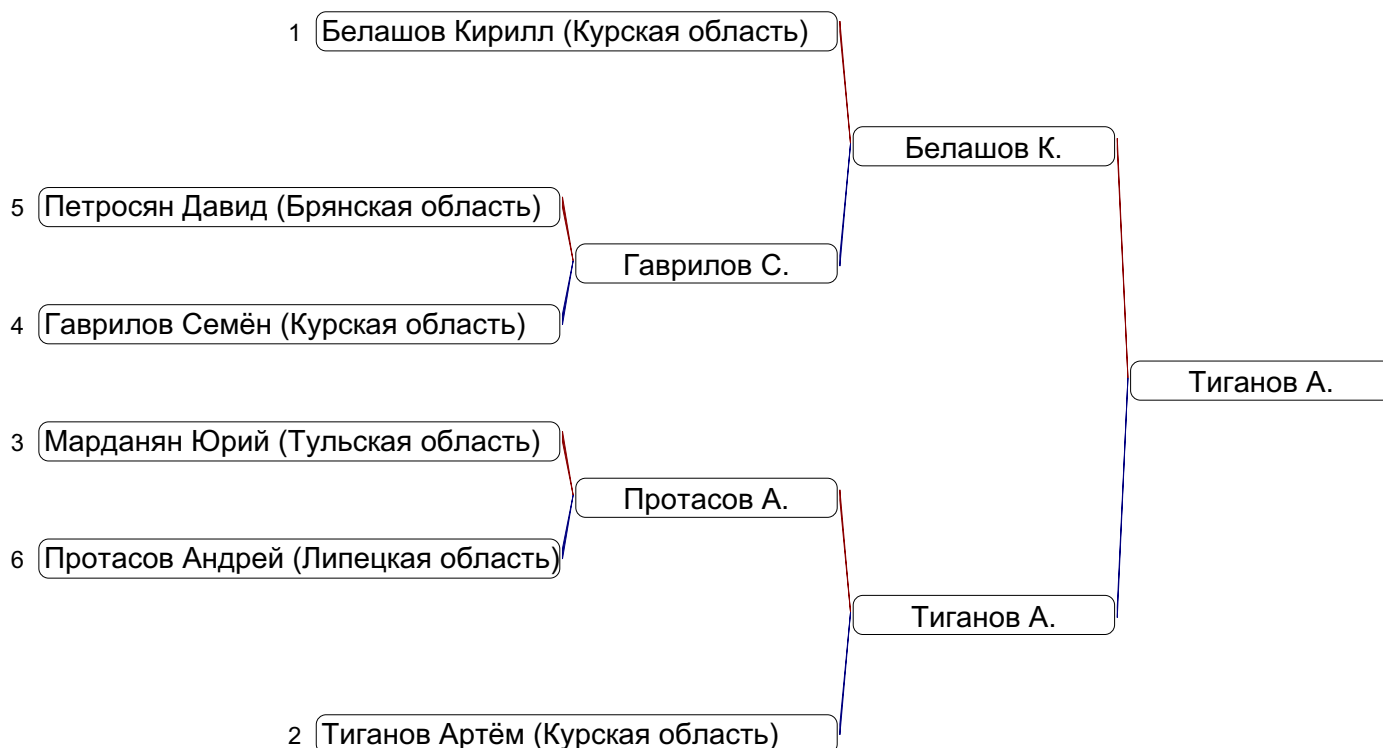 1 Белашов Кирилл (Курская область)
Белашов К.
5 Петросян Давид (Брянская область)
Гаврилов С.
4 Гаврилов Семён (Курская область)
Тиганов А.
3 Марданян Юрий (Тульская область)
Протасов А.
6 Протасов Андрей (Липецкая область)
Тиганов А.
2 Тиганов Артём (Курская область)